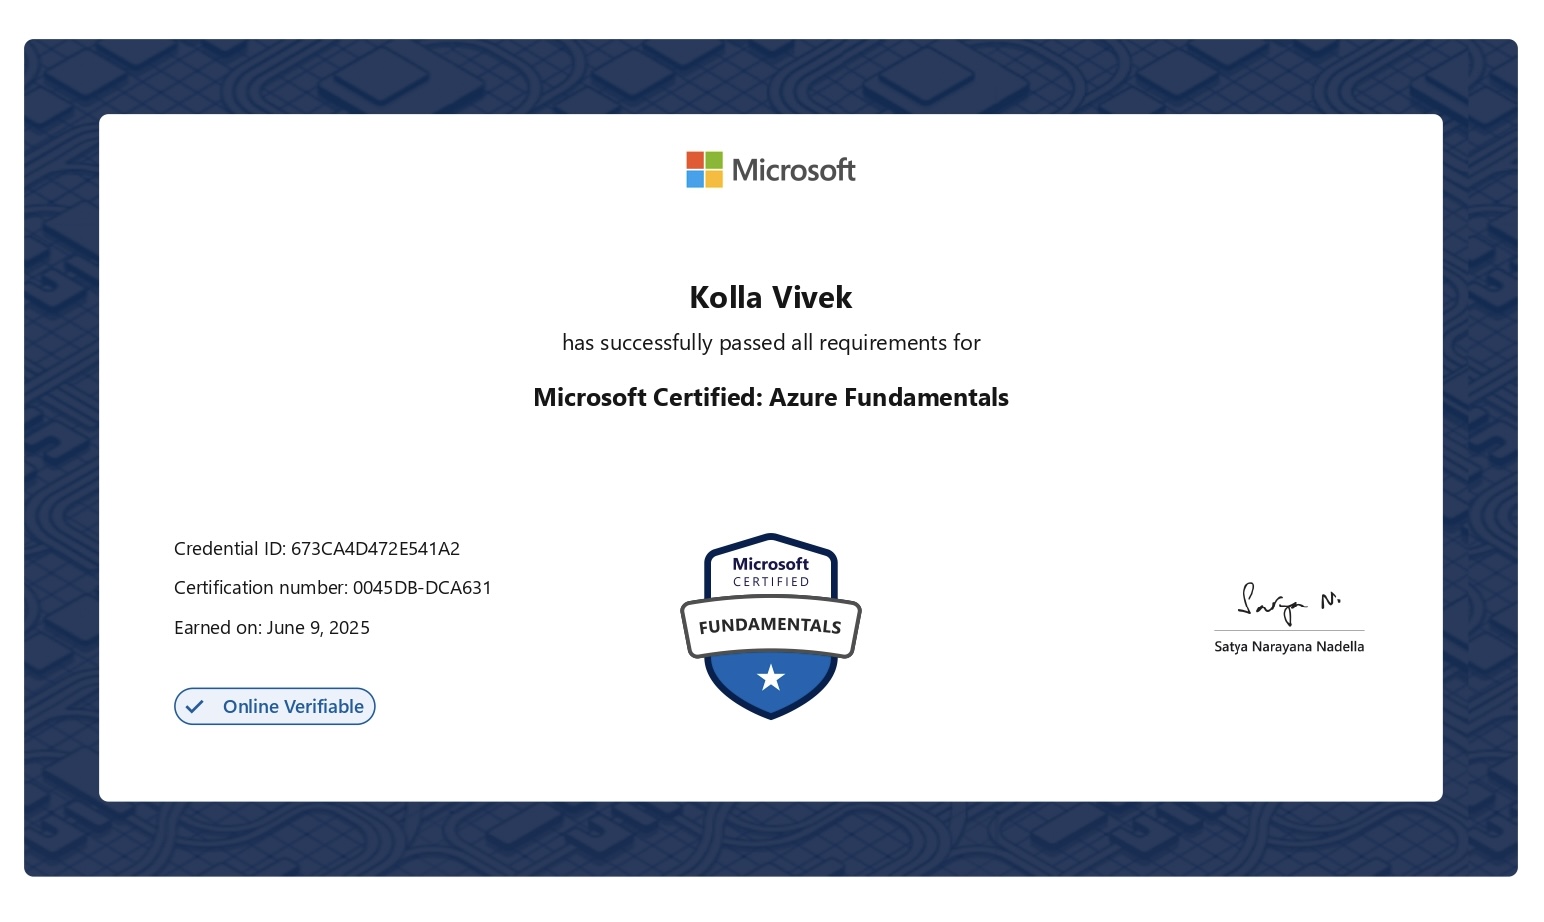 Microsoft
Kolla Vivek
has successfully passed all requirements for
Microsoft Certified: Azure Fundamentals
Credential ID: 673CA4D472E541A2
Certification number: 0045DB-DCA631
Earned on: June 9, 2025
Online Verifiable
Microsoft
CERTIFIED
FUNDAMENTALS
Satya N.
Satya Narayana Nadella